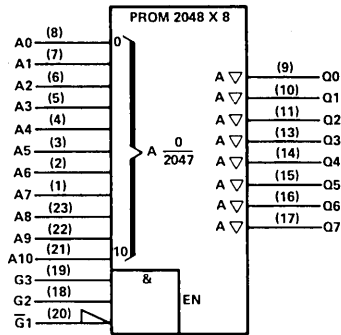 PROM 2048 X 8
A0 (8) 0
A1 (7)
A2 (6)
A3 (5)
A4 (4)
A5 (3)
A6 (2)
A7 (1)
A8 (23)
A9 (22)
A10 (21) 10
A 0
2047
G3 (19) &
G2 (18) EN
G1 (20)
A ▽ (9) Q0
A ▽ (10) Q1
A ▽ (11) Q2
A ▽ (13) Q3
A ▽ (14) Q4
A ▽ (15) Q5
A ▽ (16) Q6
A ▽ (17) Q7